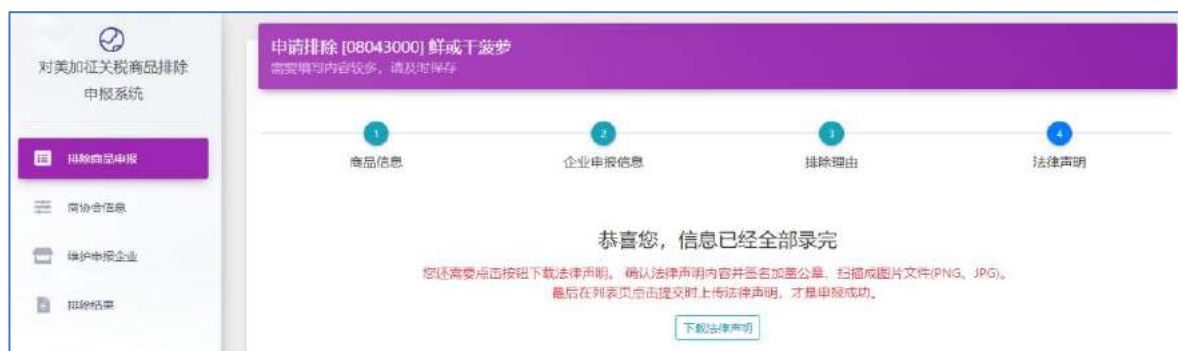 对美加征关税商品排除
申报系统
排除商品申报
商协会信息
维护申报企业
排除结果
申请排除 [08043000] 鲜或干菠萝
需要填写内容较多，请及时保存
1
商品信息
2
企业申报信息
3
排除理由
4
法律声明
恭喜您，信息已经全部录完
您还需要点击按钮下载法律声明。 确认法律声明内容并签名加盖公章、扫描成图片文件(PNG、JPG)。
最后在列表页点击提交时上传法律声明，才是申报成功。
下载法律声明